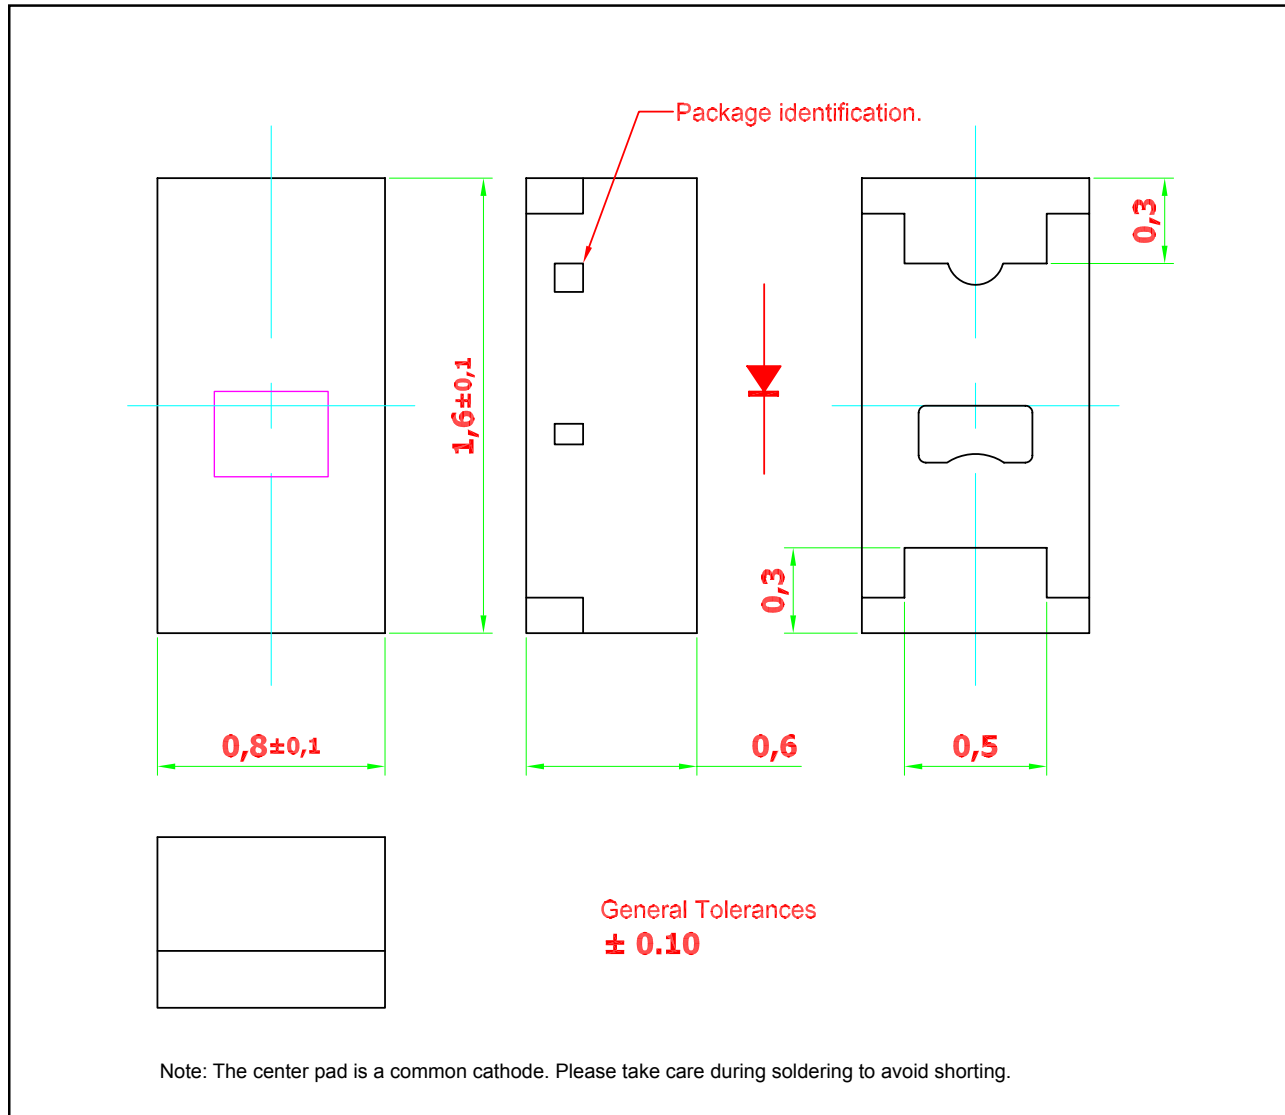 Package identification.
0,3
1,6±0,1
0,3
0,8±0,1
0,6
0,5
General Tolerances
± 0.10
Note: The center pad is a common cathode. Please take care during soldering to avoid shorting.